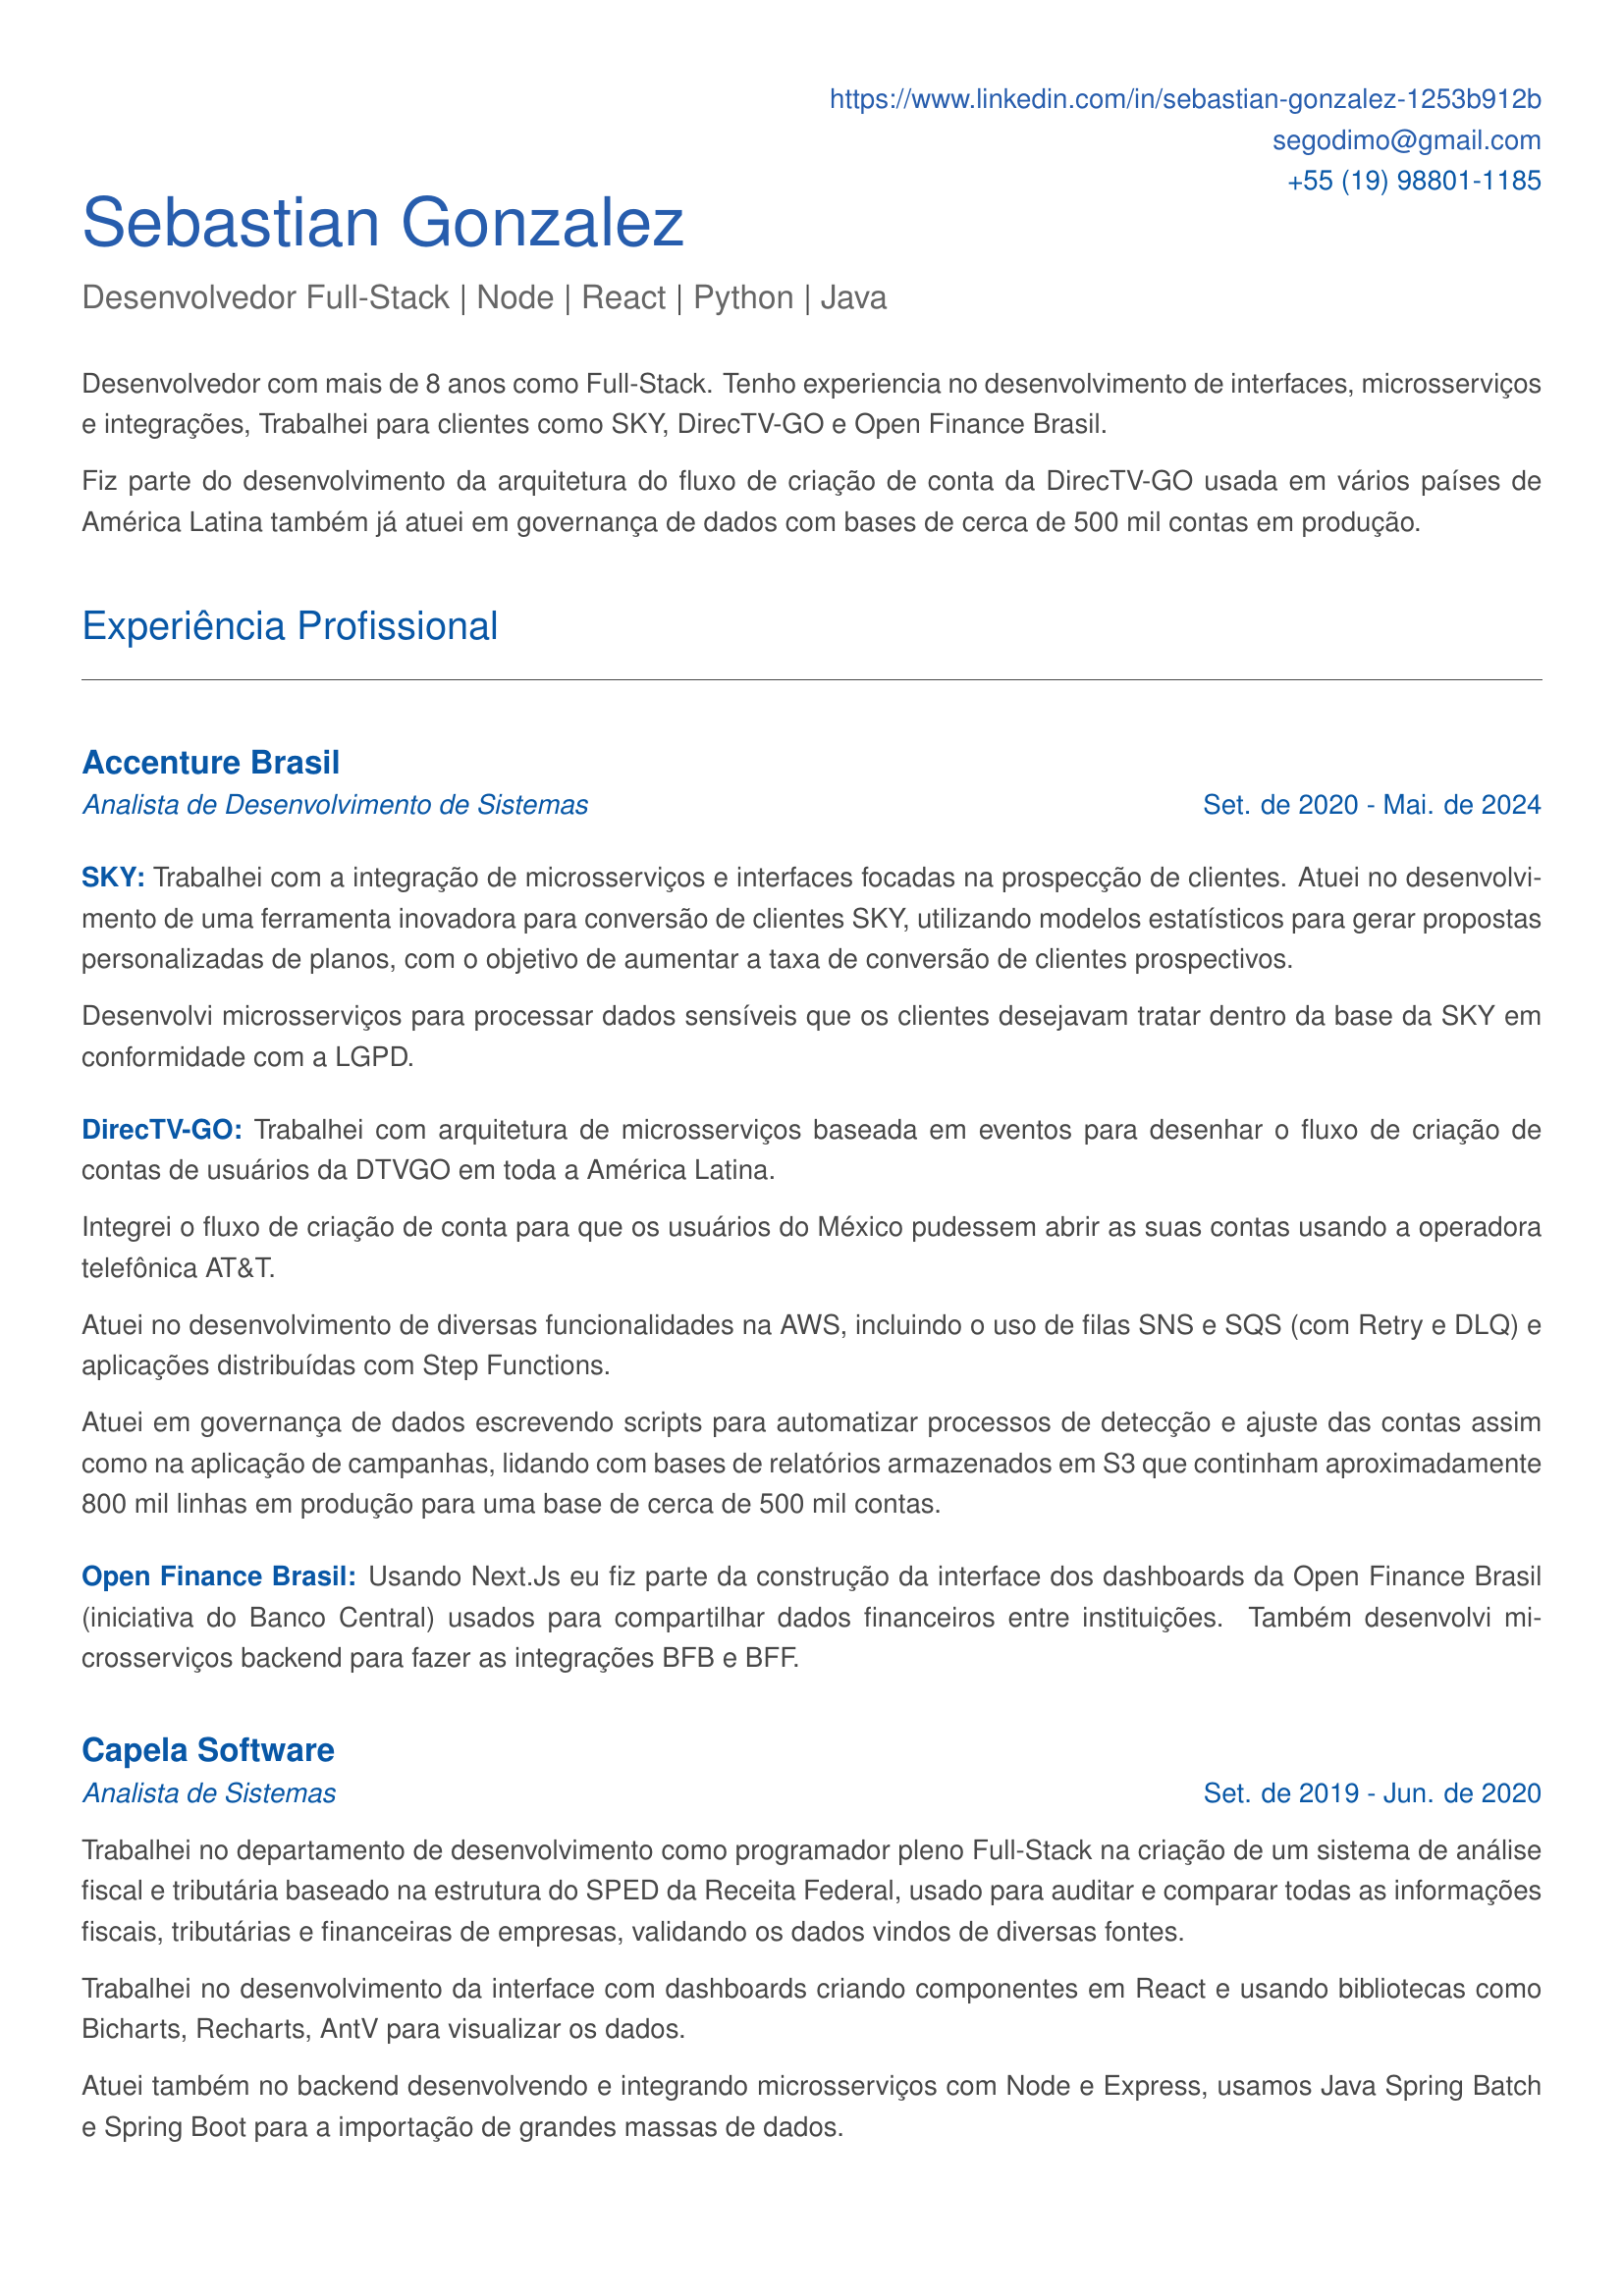 https://www.linkedin.com/in/sebastian-gonzalez-1253b912b
segodimo@gmail.com
+55 (19) 98801-1185
Sebastian Gonzalez
Desenvolvedor Full-Stack | Node | React | Python | Java
Desenvolvedor com mais de 8 anos como Full-Stack. Tenho experiencia no desenvolvimento de interfaces, microsserviços
e integrações, Trabalhei para clientes como SKY, DirecTV-GO e Open Finance Brasil.
Fiz parte do desenvolvimento da arquitetura do fluxo de criação de conta da DirecTV-GO usada em vários países de
América Latina também já atuei em governança de dados com bases de cerca de 500 mil contas em produção.
Experiência Profissional
Accenture Brasil
Analista de Desenvolvimento de Sistemas Set. de 2020 - Mai. de 2024
SKY: Trabalhei com a integração de microsserviços e interfaces focadas na prospecção de clientes. Atuei no desenvolvi-
mento de uma ferramenta inovadora para conversão de clientes SKY, utilizando modelos estatísticos para gerar propostas
personalizadas de planos, com o objetivo de aumentar a taxa de conversão de clientes prospectivos.
Desenvolvi microsserviços para processar dados sensíveis que os clientes desejavam tratar dentro da base da SKY em
conformidade com a LGPD.
DirecTV-GO: Trabalhei com arquitetura de microsserviços baseada em eventos para desenhar o fluxo de criação de
contas de usuários da DTVGO em toda a América Latina.
Integrei o fluxo de criação de conta para que os usuários do México pudessem abrir as suas contas usando a operadora
telefônica AT&T.
Atuei no desenvolvimento de diversas funcionalidades na AWS, incluindo o uso de filas SNS e SQS (com Retry e DLQ) e
aplicações distribuídas com Step Functions.
Atuei em governança de dados escrevendo scripts para automatizar processos de detecção e ajuste das contas assim
como na aplicação de campanhas, lidando com bases de relatórios armazenados em S3 que continham aproximadamente
800 mil linhas em produção para uma base de cerca de 500 mil contas.
Open Finance Brasil: Usando Next.Js eu fiz parte da construção da interface dos dashboards da Open Finance Brasil
(iniciativa do Banco Central) usados para compartilhar dados financeiros entre instituições. Também desenvolvi mi-
crosserviços backend para fazer as integrações BFB e BFF.
Capela Software
Analista de Sistemas Set. de 2019 - Jun. de 2020
Trabalhei no departamento de desenvolvimento como programador pleno Full-Stack na criação de um sistema de análise
fiscal e tributária baseado na estrutura do SPED da Receita Federal, usado para auditar e comparar todas as informações
fiscais, tributárias e financeiras de empresas, validando os dados vindos de diversas fontes.
Trabalhei no desenvolvimento da interface com dashboards criando componentes em React e usando bibliotecas como
Bicharts, Recharts, AntV para visualizar os dados.
Atuei também no backend desenvolvendo e integrando microsserviços com Node e Express, usamos Java Spring Batch
e Spring Boot para a importação de grandes massas de dados.